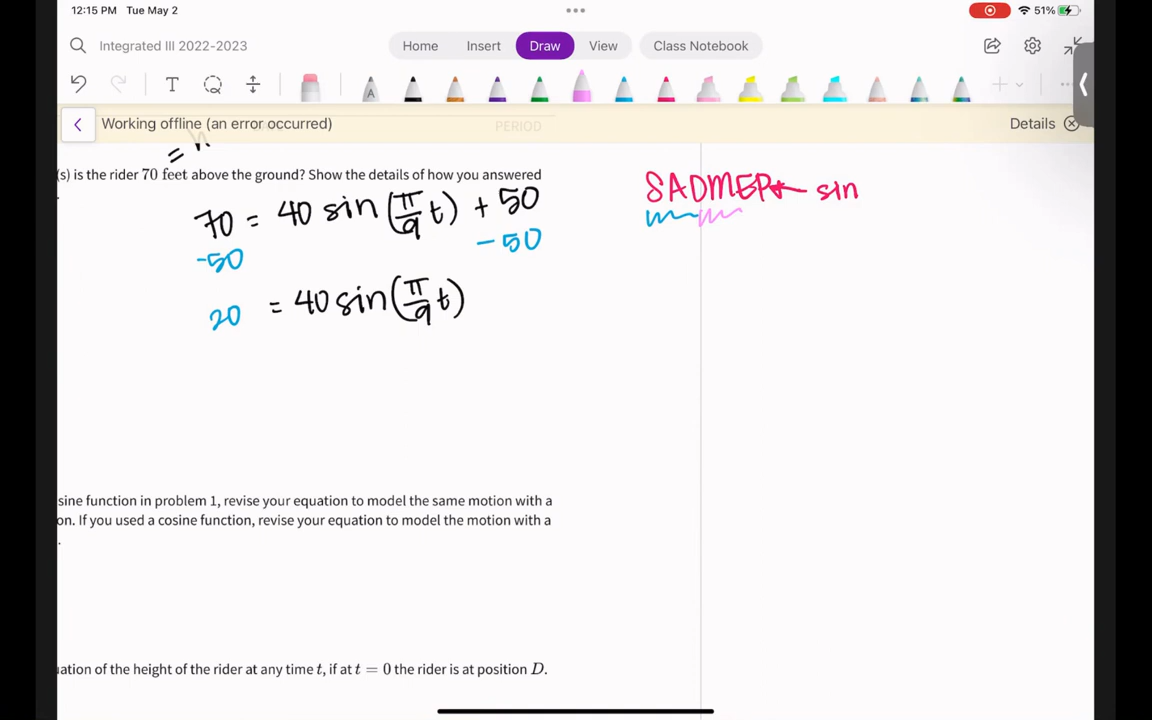 12:15 PM Tue May 2
51%
Integrated III 2022-2023
Home Insert Draw View Class Notebook
T A
Working offline (an error occurred) Details
PERIOD
= h
(s) is the rider 70 feet above the ground? Show the details of how you answered
70 = 40 sin(π/9 t) + 50
-50 -50
20 = 40 sin(π/9 t)
SADMEP ← sin
sine function in problem 1, revise your equation to model the same motion with a
on. If you used a cosine function, revise your equation to model the motion with a
.
uation of the height of the rider at any time t, if at t = 0 the rider is at position D.